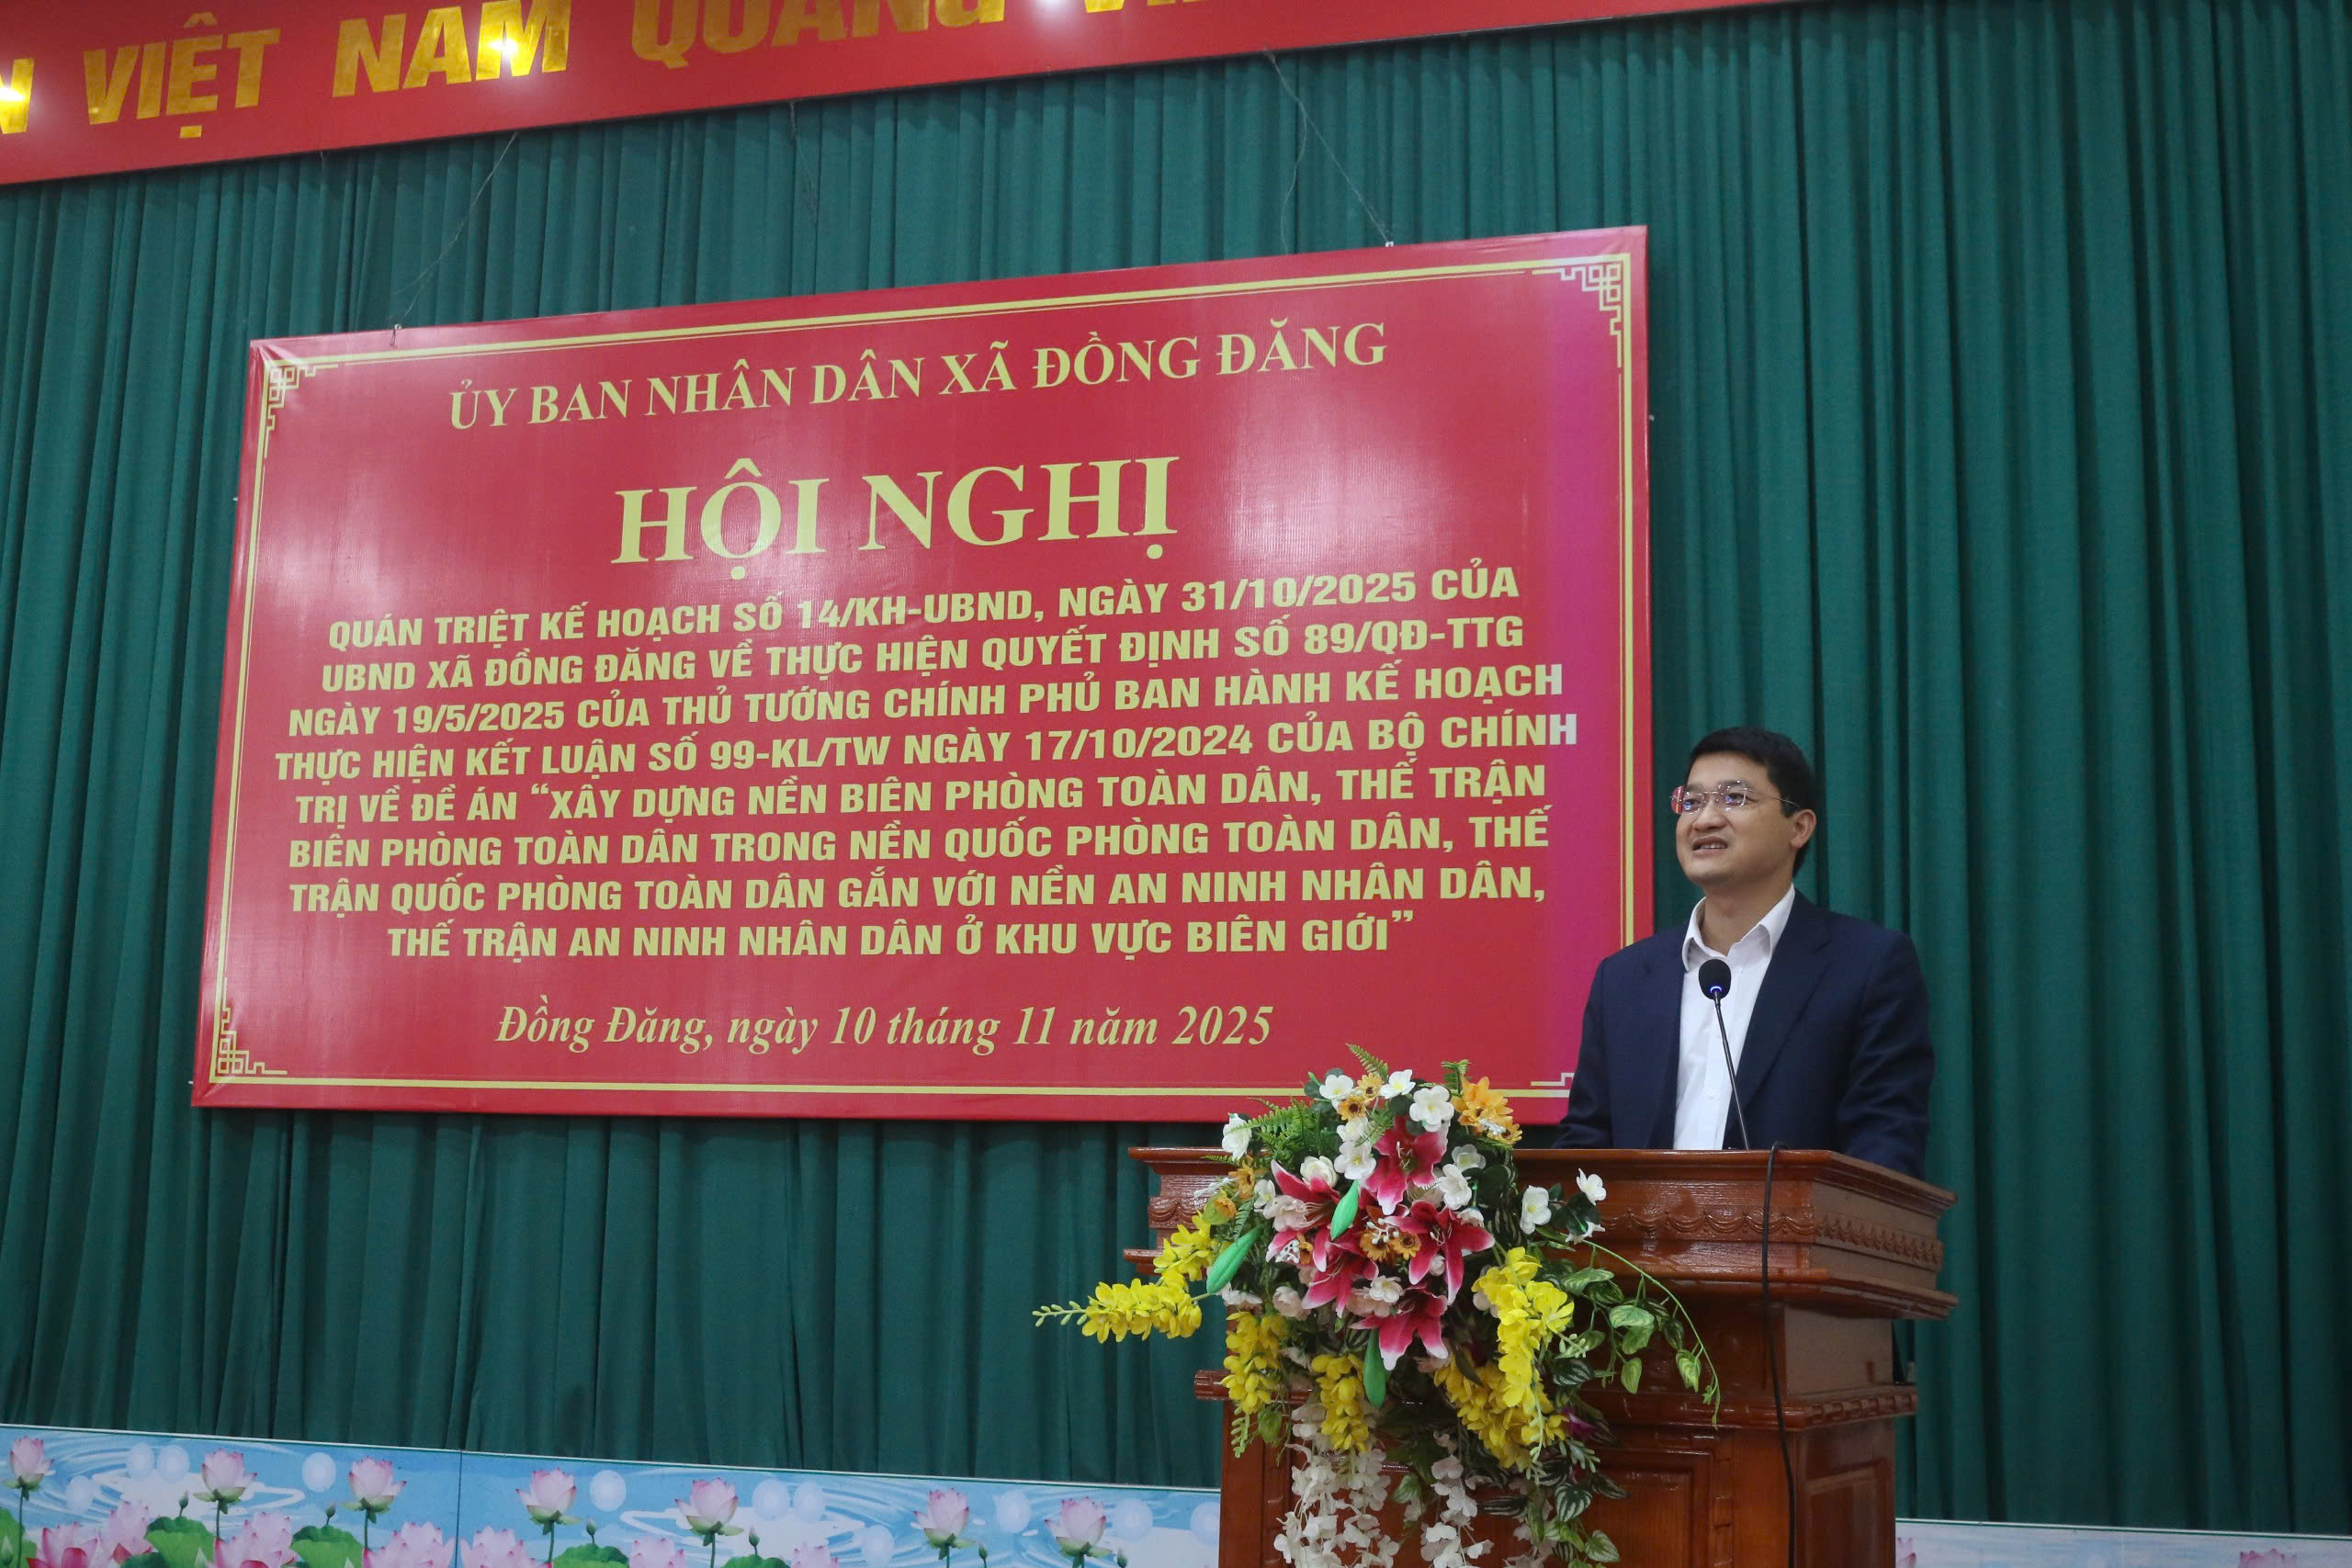 VIỆT NAM QUANG
ỦY BAN NHÂN DÂN XÃ ĐỒNG ĐĂNG
HỘI NGHỊ
QUÁN TRIỆT KẾ HOẠCH SỐ 14/KH-UBND, NGÀY 31/10/2025 CỦA
UBND XÃ ĐỒNG ĐĂNG VỀ THỰC HIỆN QUYẾT ĐỊNH SỐ 89/QĐ-TTG
NGÀY 19/5/2025 CỦA THỦ TƯỚNG CHÍNH PHỦ BAN HÀNH KẾ HOẠCH
THỰC HIỆN KẾT LUẬN SỐ 99-KL/TW NGÀY 17/10/2024 CỦA BỘ CHÍNH
TRỊ VỀ ĐỀ ÁN “XÂY DỰNG NỀN BIÊN PHÒNG TOÀN DÂN, THẾ TRẬN
BIÊN PHÒNG TOÀN DÂN TRONG NỀN QUỐC PHÒNG TOÀN DÂN, THẾ
TRẬN QUỐC PHÒNG TOÀN DÂN GẮN VỚI NỀN AN NINH NHÂN DÂN,
THẾ TRẬN AN NINH NHÂN DÂN Ở KHU VỰC BIÊN GIỚI”
Đồng Đăng, ngày 10 tháng 11 năm 2025